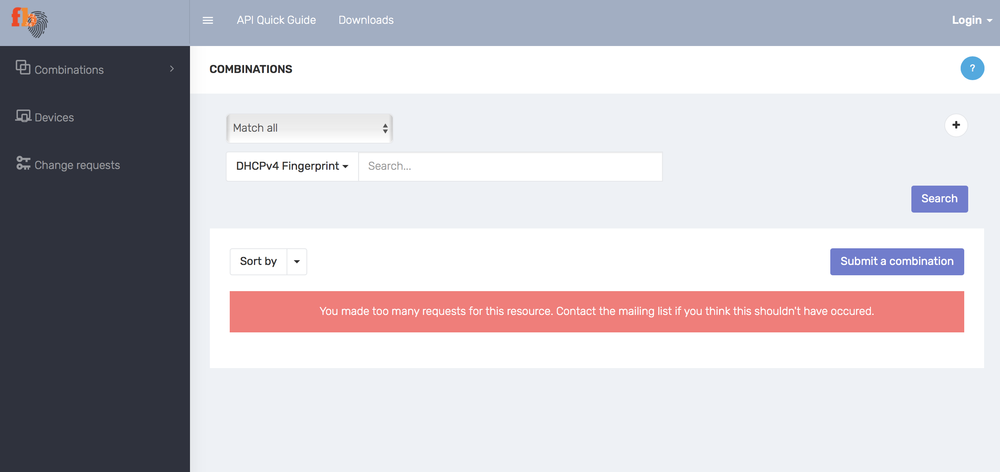 fb
API Quick Guide
Downloads
Login
Combinations
Devices
Change requests
COMBINATIONS
?
Match all
DHCPv4 Fingerprint
Search...
Search
Sort by
Submit a combination
You made too many requests for this resource. Contact the mailing list if you think this shouldn't have occured.